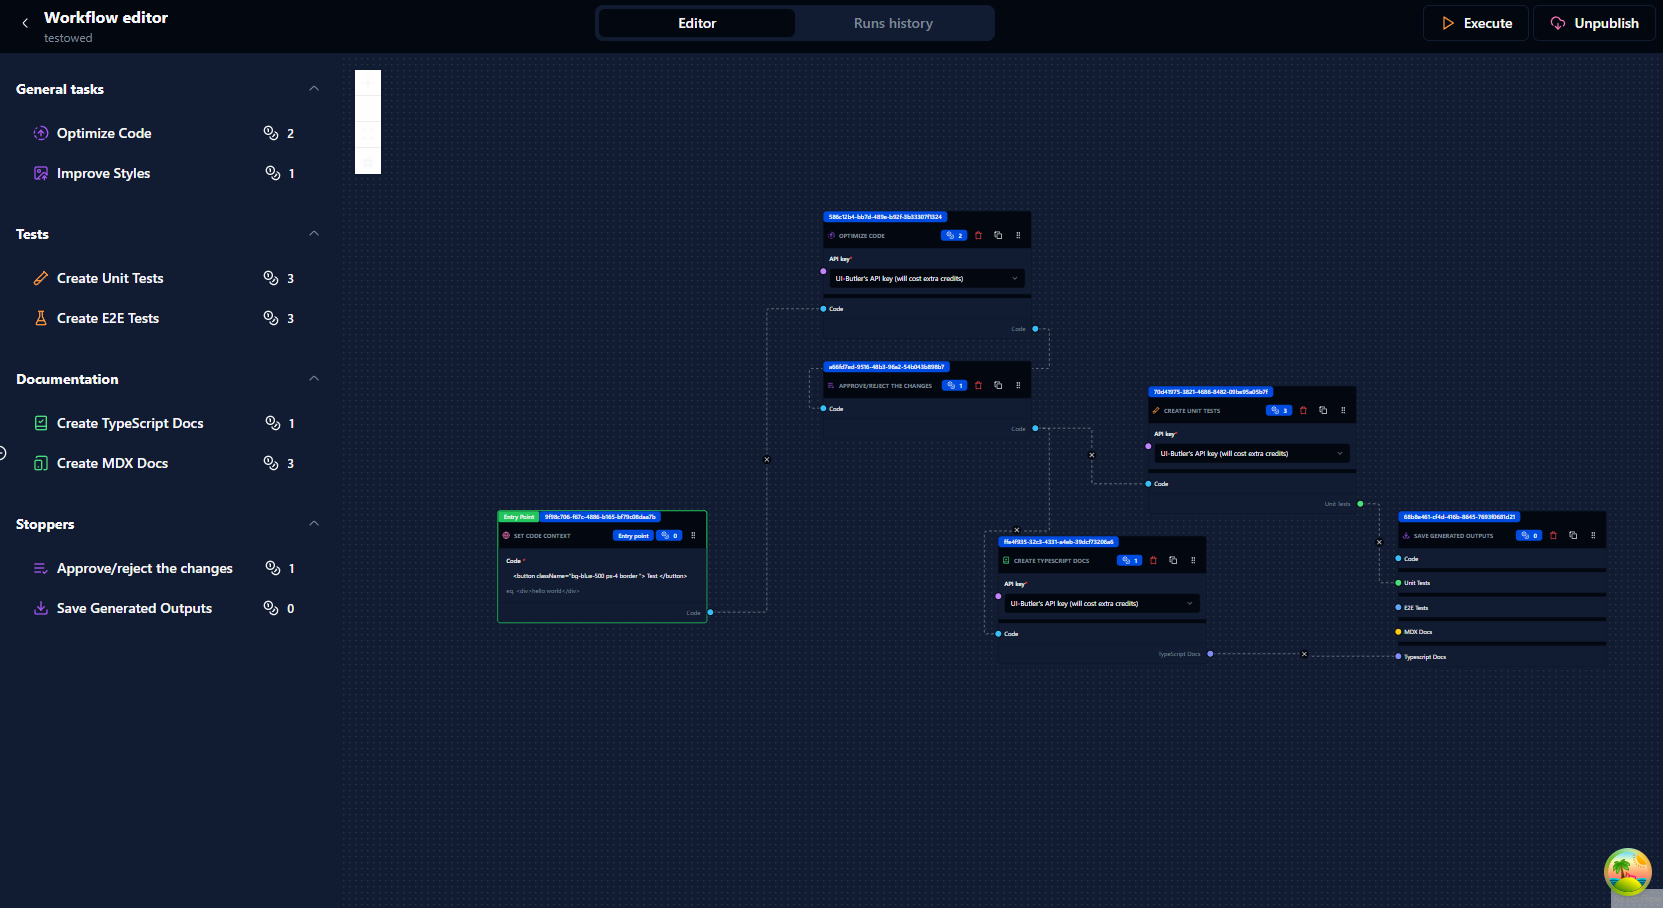 Workflow editor
testowed
Editor
Runs history
Execute
Unpublish
General tasks
Optimize Code 2
Improve Styles 1
Tests
Create Unit Tests 3
Create E2E Tests 3
Documentation
Create TypeScript Docs 1
Create MDX Docs 3
Stoppers
Approve/reject the changes 1
Save Generated Outputs 0
586c12b4-bb7d-489e-b92f-3b33307f1324
OPTIMIZE CODE 2
API key*
UI-Butler's API key (will cost extra credits)
Code
Code
a66fd7ed-9516-48b3-96a2-54b043b898b7
APPROVE/REJECT THE CHANGES 1
Code
Code
70d41975-3821-4686-8482-09be95a05b7f
CREATE UNIT TESTS 3
API key*
UI-Butler's API key (will cost extra credits)
Code
Unit Tests
Entry Point 9f98c706-f67c-4886-b165-bf79c08daa7b
SET CODE CONTEXT Entry point 0
Code *
<button className="bg-blue-500 px-4 border "> Test </button>
eq. <div>hello world</div>
Code
ffe4f935-32c3-4331-a4eb-39dcf73206a6
CREATE TYPESCRIPT DOCS 1
API key*
UI-Butler's API key (will cost extra credits)
Code
TypeScript Docs
68b8e461-cf4d-416b-8645-7693f0681d21
SAVE GENERATED OUTPUTS 0
Code
Unit Tests
E2E Tests
MDX Docs
Typescript Docs